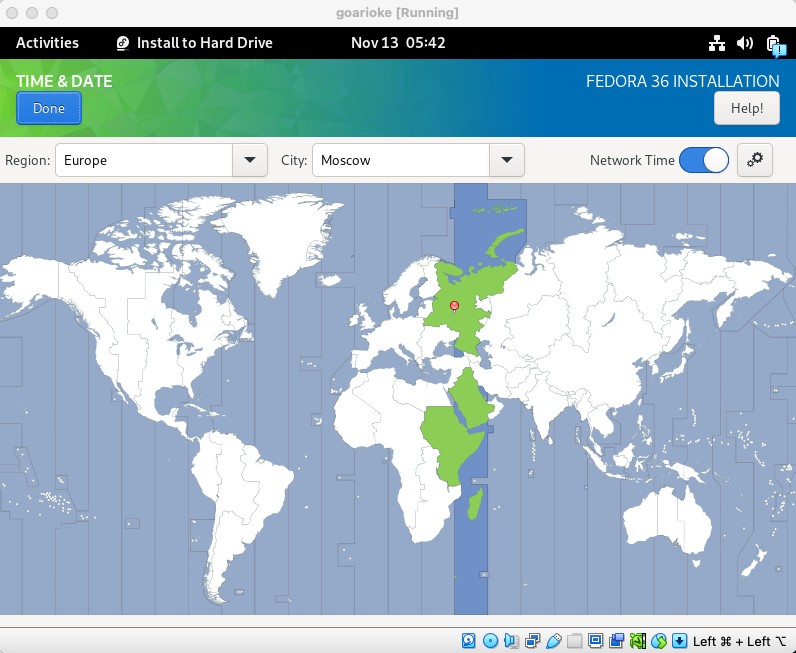 goarioke [Running]
Activities Install to Hard Drive Nov 13 05:42
TIME & DATE FEDORA 36 INSTALLATION
Done Help!
Region: Europe City: Moscow Network Time
Left ⌘ + Left ⌥